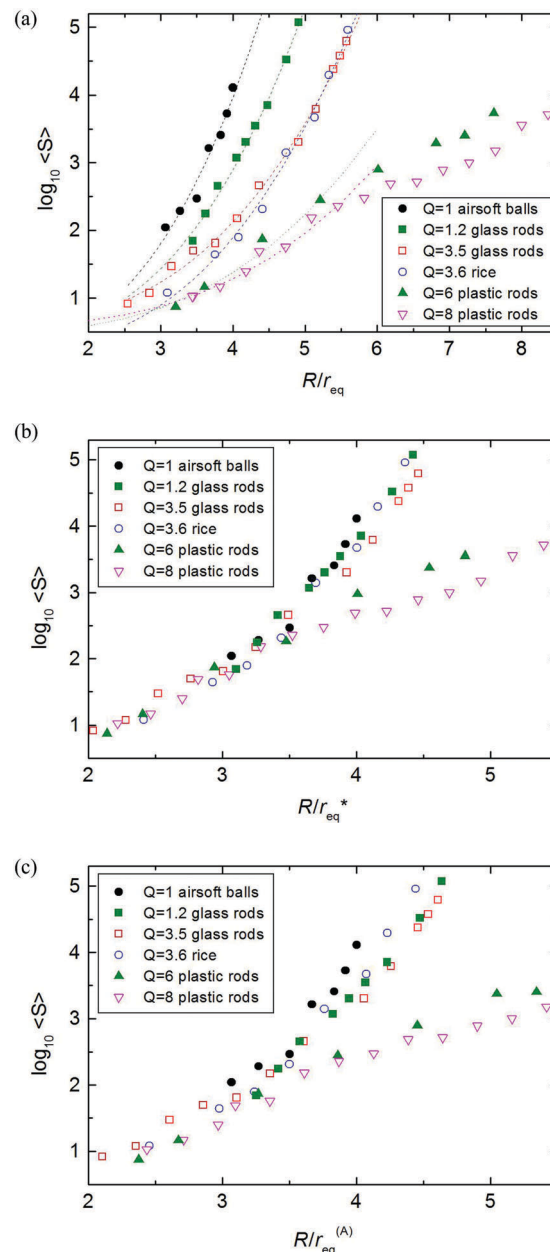 (a)
5
4
3
2
1
log₁₀ <S>
Q=1 airsoft balls
Q=1.2 glass rods
Q=3.5 glass rods
Q=3.6 rice
Q=6 plastic rods
Q=8 plastic rods
2 3 4 5 6 7 8
R/r_eq
(b)
5
4
3
2
1
log₁₀ <S>
Q=1 airsoft balls
Q=1.2 glass rods
Q=3.5 glass rods
Q=3.6 rice
Q=6 plastic rods
Q=8 plastic rods
2 3 4 5
R/r_eq*
(c)
5
4
3
2
1
log₁₀ <S>
Q=1 airsoft balls
Q=1.2 glass rods
Q=3.5 glass rods
Q=3.6 rice
Q=6 plastic rods
Q=8 plastic rods
2 3 4 5
R/r_eq^(A)